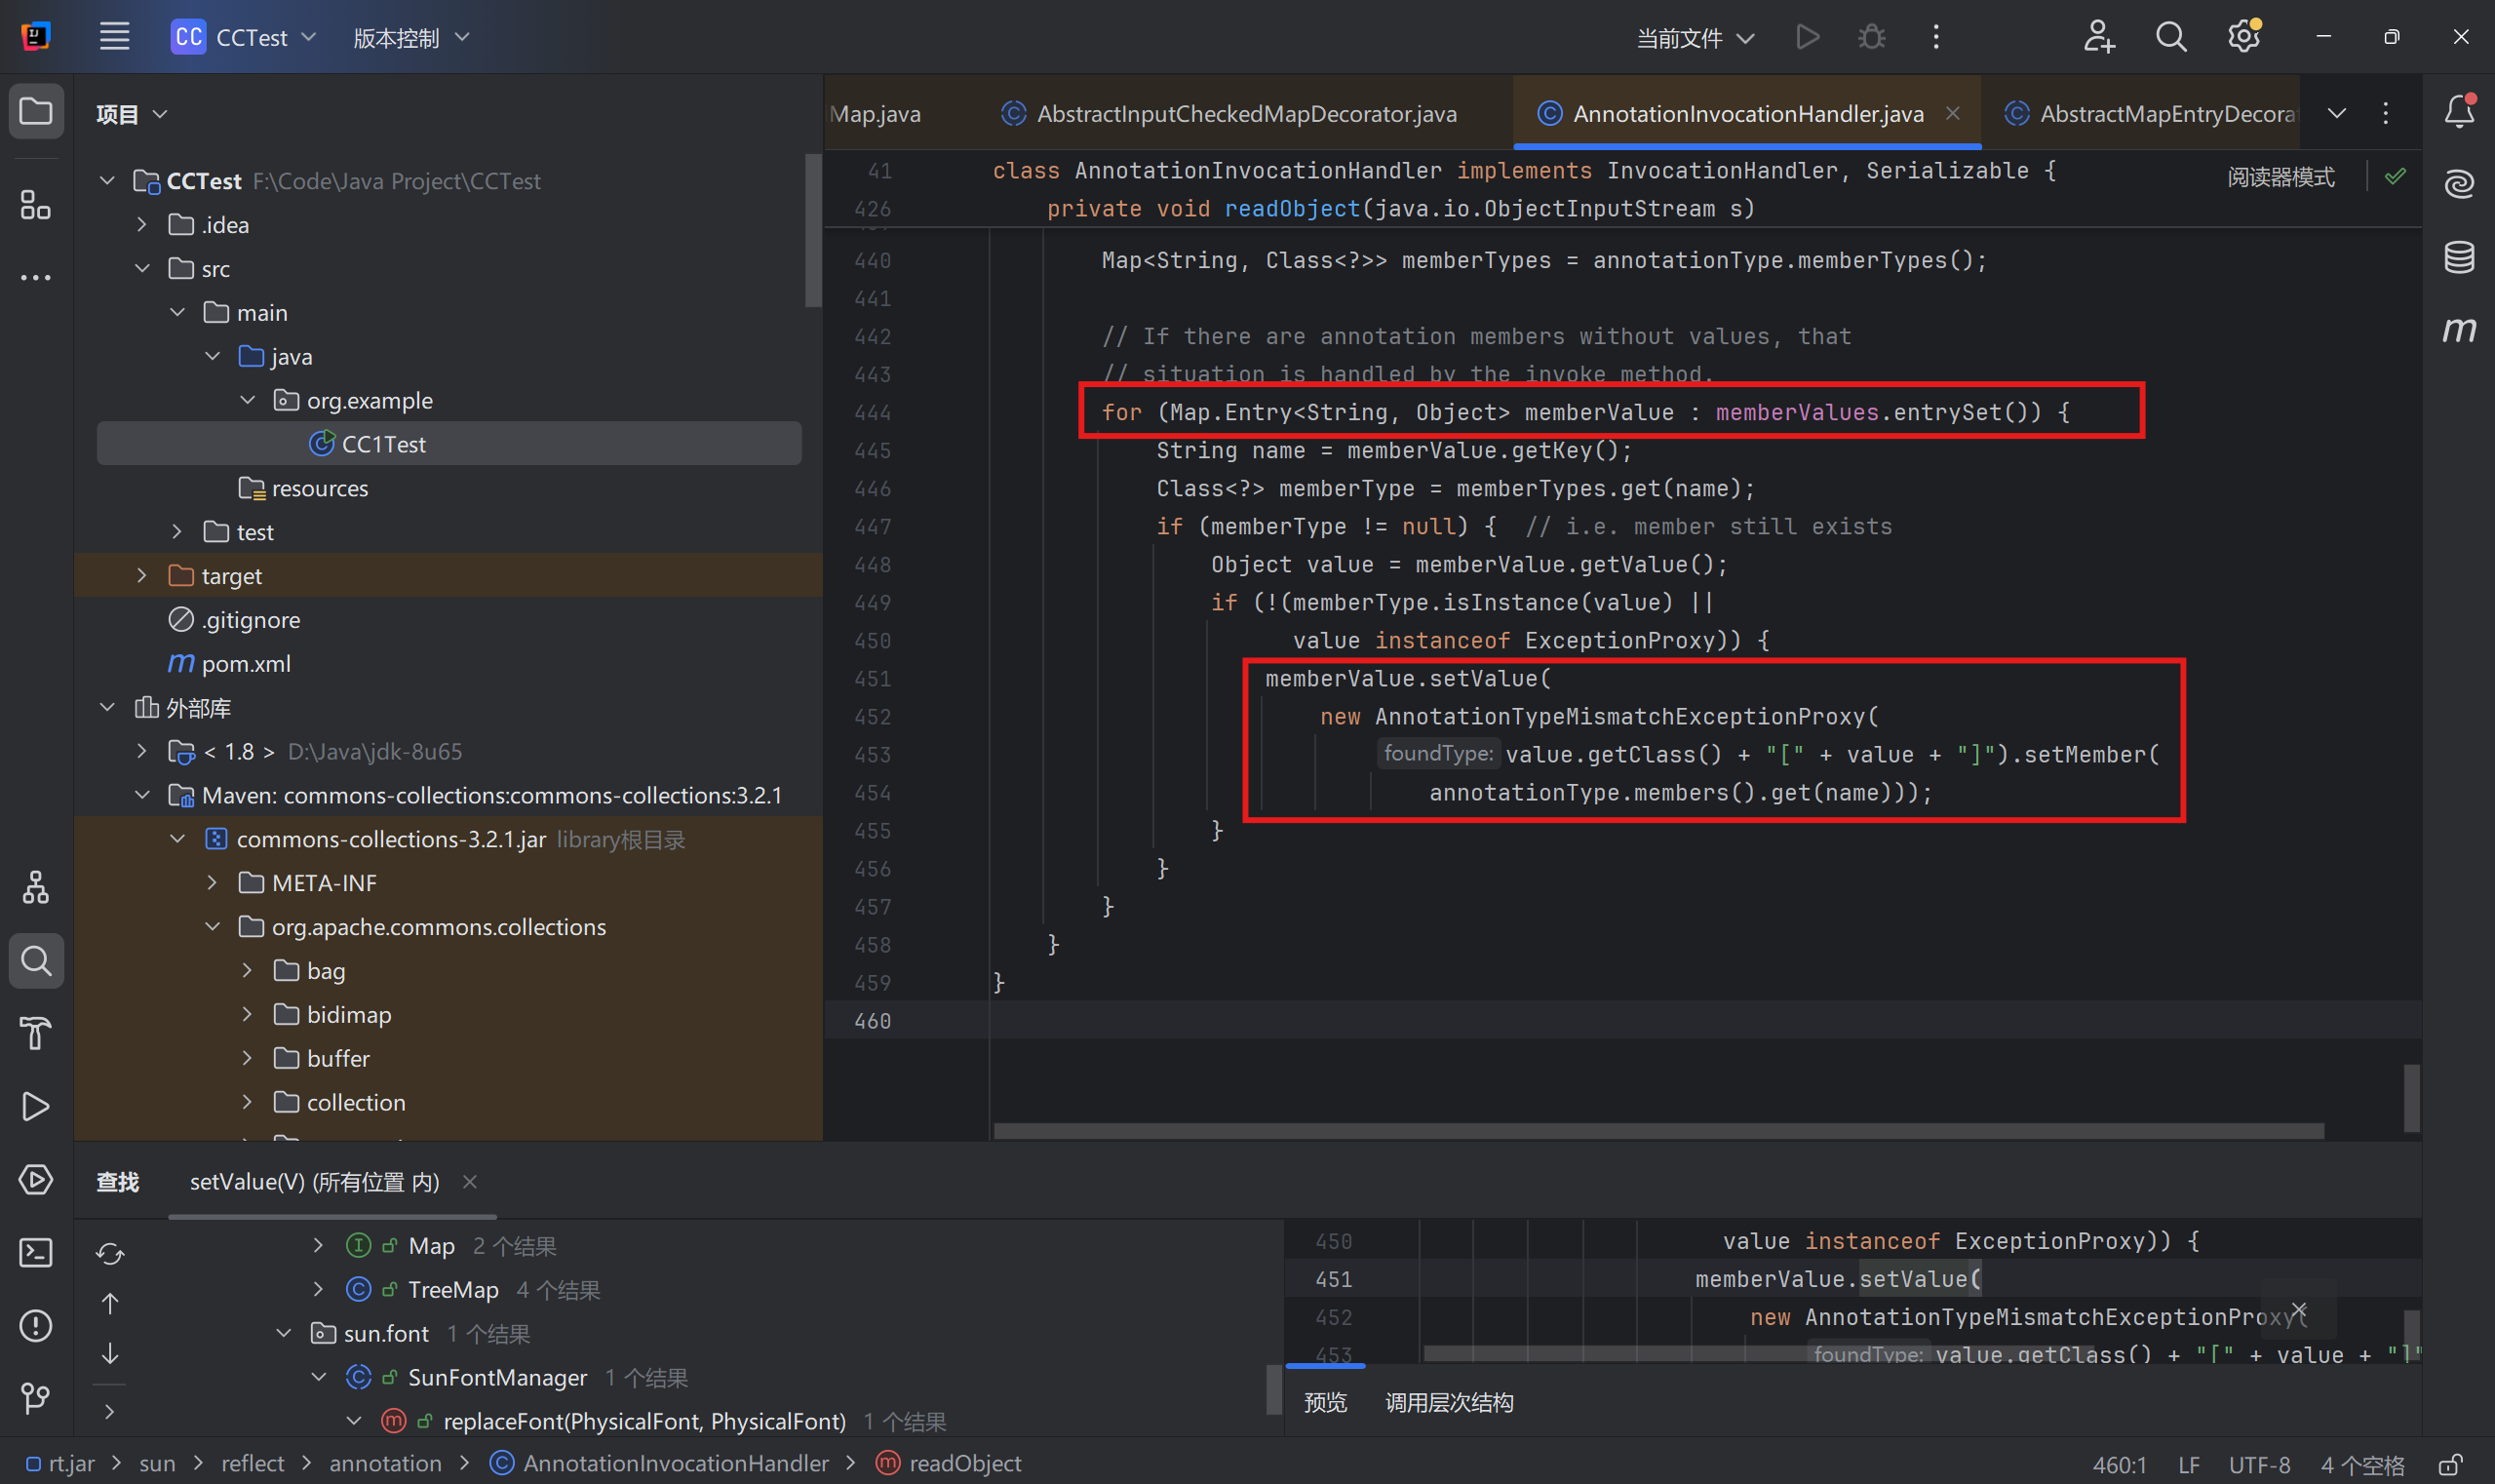 CC CCTest 版本控制 当前文件
项目
Map.java AbstractInputCheckedMapDecorator.java AnnotationInvocationHandler.java AbstractMapEntryDecorat
CCTest F:\Code\Java Project\CCTest
.idea
src
main
java
org.example
CC1Test
resources
test
target
.gitignore
m pom.xml
外部库
< 1.8 > D:\Java\jdk-8u65
Maven: commons-collections:commons-collections:3.2.1
commons-collections-3.2.1.jar library根目录
META-INF
org.apache.commons.collections
bag
bidimap
buffer
collection
阅读器模式
41 class AnnotationInvocationHandler implements InvocationHandler, Serializable {
426 private void readObject(java.io.ObjectInputStream s)
440 Map<String, Class<?>> memberTypes = annotationType.memberTypes();
441
442 // If there are annotation members without values, that
443 // situation is handled by the invoke method.
444 for (Map.Entry<String, Object> memberValue : memberValues.entrySet()) {
445 String name = memberValue.getKey();
446 Class<?> memberType = memberTypes.get(name);
447 if (memberType != null) { // i.e. member still exists
448 Object value = memberValue.getValue();
449 if (!(memberType.isInstance(value) ||
450 value instanceof ExceptionProxy)) {
451 memberValue.setValue(
452 new AnnotationTypeMismatchExceptionProxy(
453 foundType: value.getClass() + "[" + value + "]").setMember(
454 annotationType.members().get(name)));
455 }
456 }
457 }
458 }
459 }
460
m
查找 setValue(V) (所有位置 内)
Map 2 个结果
TreeMap 4 个结果
sun.font 1 个结果
SunFontManager 1 个结果
replaceFont(PhysicalFont, PhysicalFont) 1 个结果
450 value instanceof ExceptionProxy)) {
451 memberValue.setValue(
452 new AnnotationTypeMismatchExceptionProxy(
453 foundType: value.getClass() + "[" + value + "]"
预览 调用层次结构
rt.jar > sun > reflect > annotation > AnnotationInvocationHandler > readObject 460:1 LF UTF-8 4 个空格